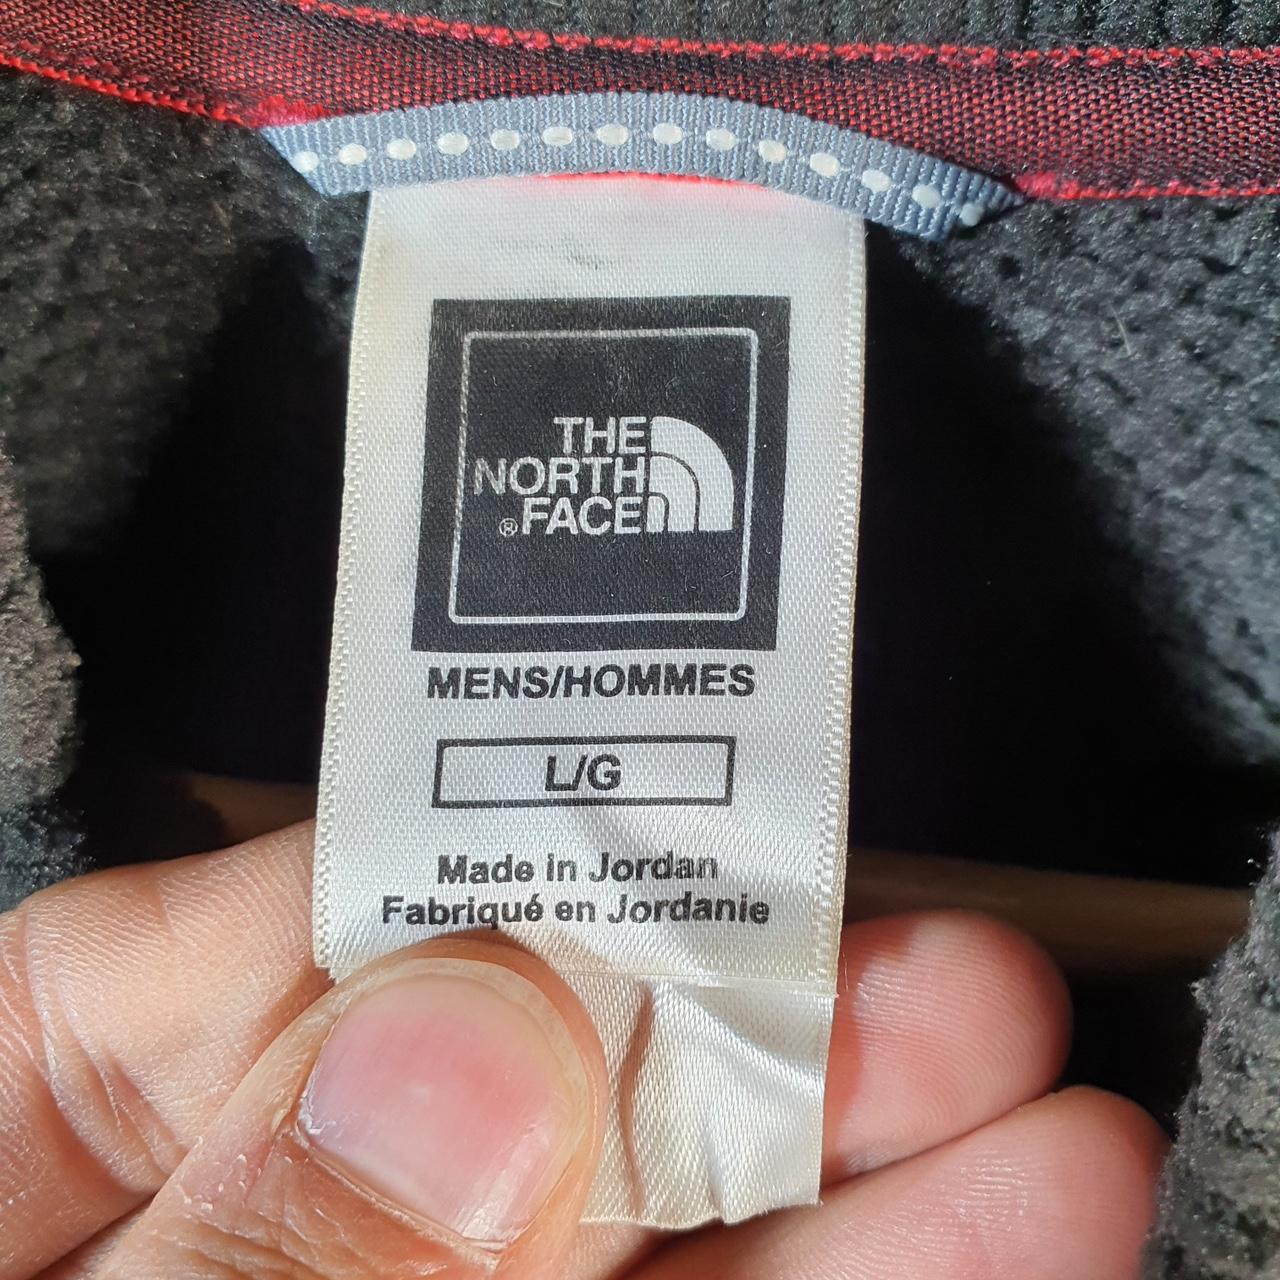 THE
NORTH
®FACE
MENS/HOMMES
L/G
Made in Jordan
Fabriqué en Jordanie